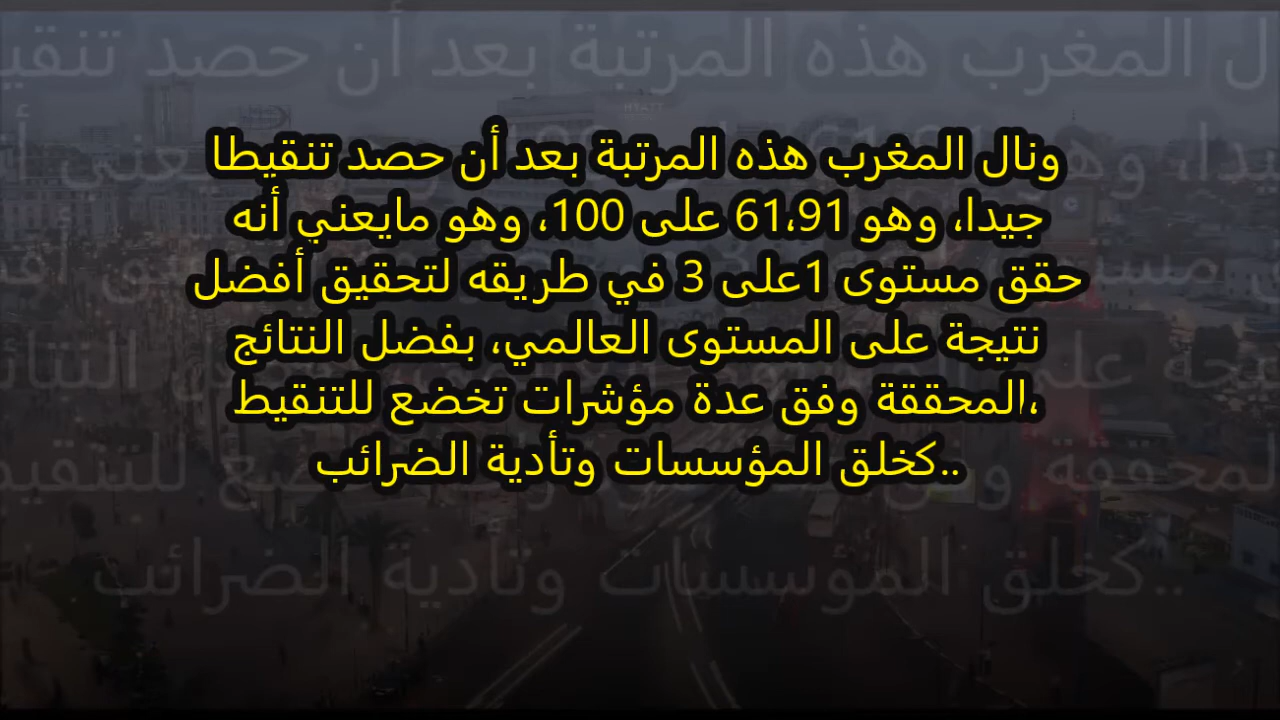 ونال المغرب هذه المرتبة بعد أن حصد تنقيطا
جيدا، وهو 61،91 على 100، وهو مايعني أنه
حقق مستوى 1على 3 في طريقه لتحقيق أفضل
نتيجة على المستوى العالمي، بفضل النتائج
المحققة وفق عدة مؤشرات تخضع للتنقيط،
كخلق المؤسسات وتأدية الضرائب..
HYATT